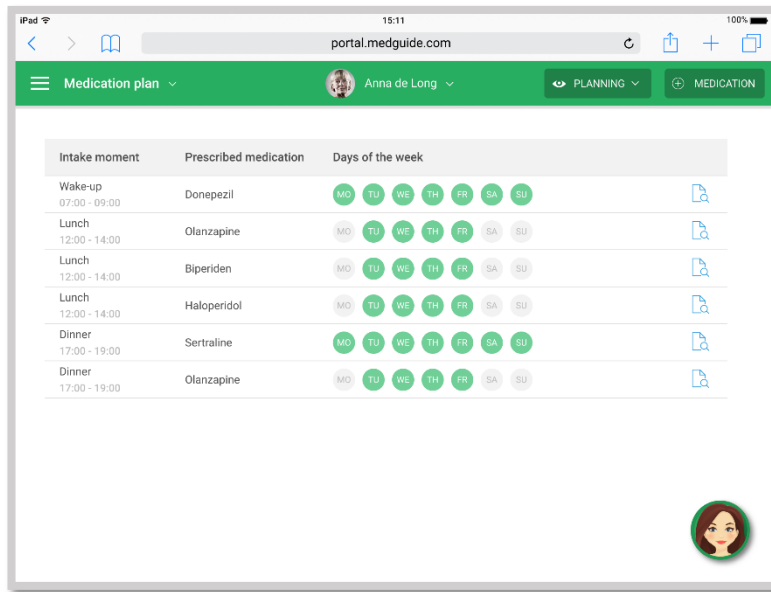 iPad 15:11 100%
portal.medguide.com
Medication plan Anna de Long PLANNING MEDICATION
Intake moment Prescribed medication Days of the week
Wake-up
07:00 - 09:00 Donepezil MO TU WE TH FR SA SU
Lunch
12:00 - 14:00 Olanzapine MO TU WE TH FR SA SU
Lunch
12:00 - 14:00 Biperiden MO TU WE TH FR SA SU
Lunch
12:00 - 14:00 Haloperidol MO TU WE TH FR SA SU
Dinner
17:00 - 19:00 Sertraline MO TU WE TH FR SA SU
Dinner
17:00 - 19:00 Olanzapine MO TU WE TH FR SA SU